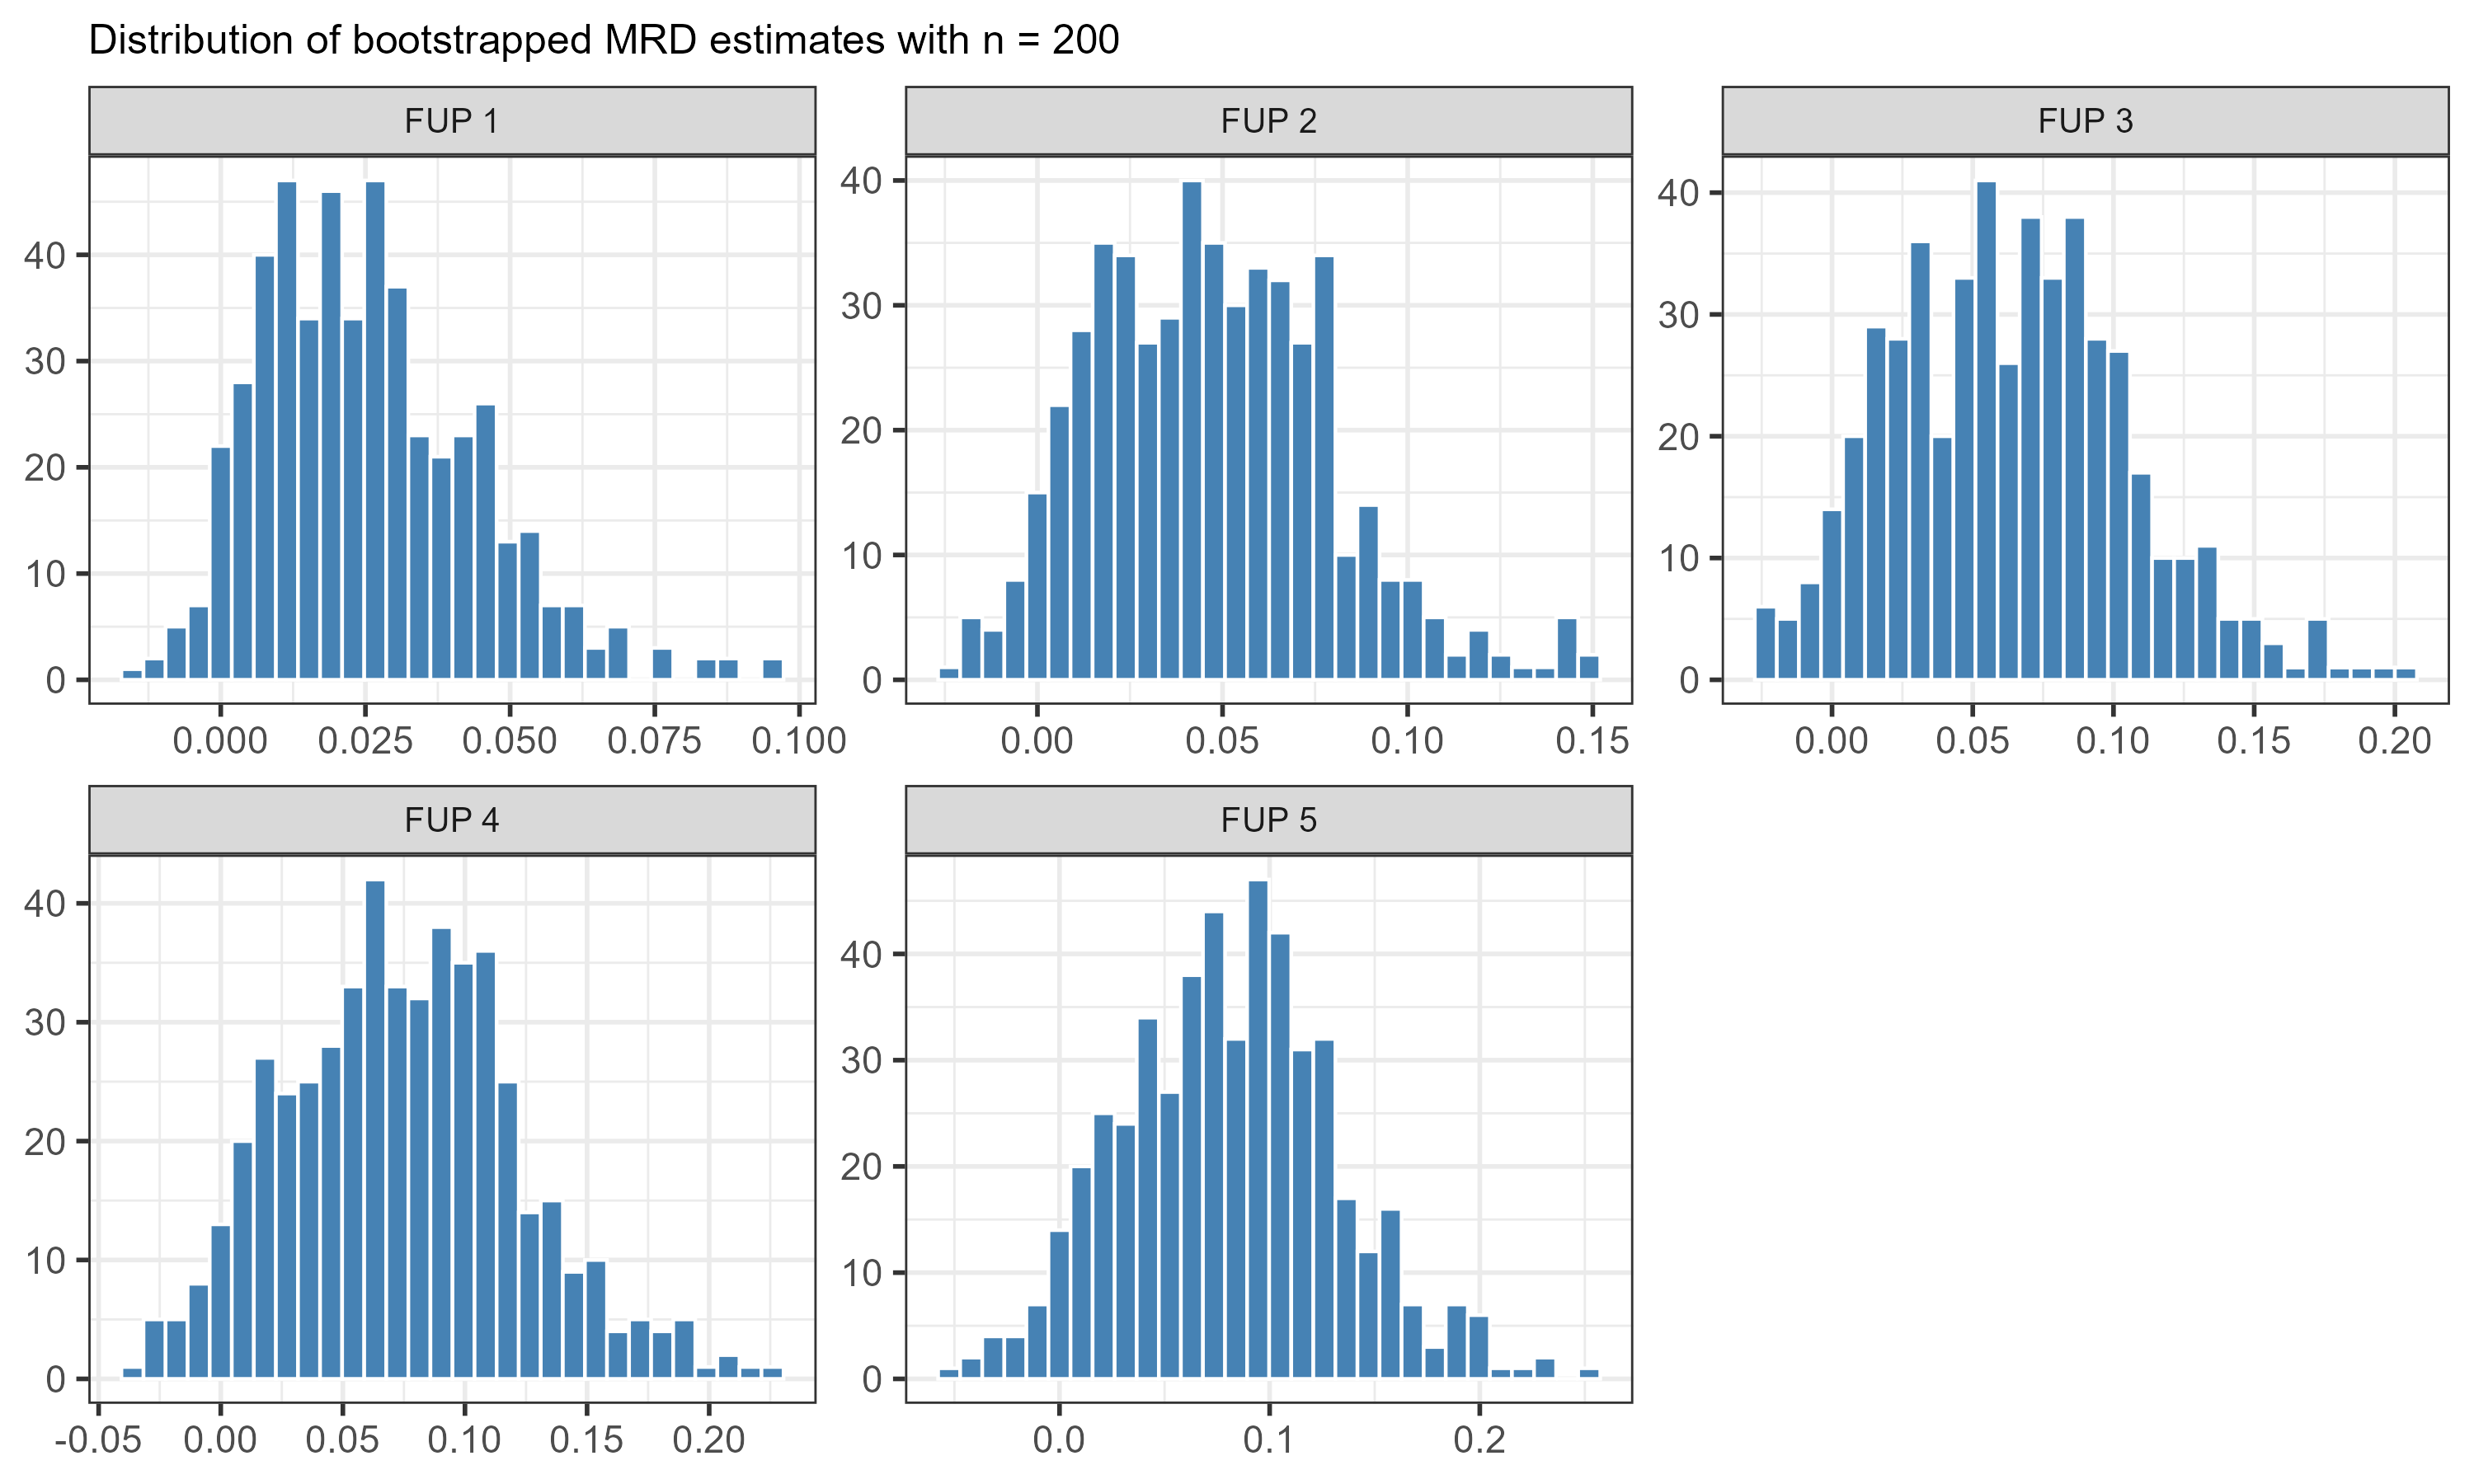 Distribution of bootstrapped MRD estimates with n = 200
FUP 1
FUP 2
FUP 3
40
30
20
10
0
0.000 0.025 0.050 0.075 0.100
40
30
20
10
0
0.00 0.05 0.10 0.15
40
30
20
10
0
0.00 0.05 0.10 0.15 0.20
FUP 4
FUP 5
40
30
20
10
0
-0.05 0.00 0.05 0.10 0.15 0.20
40
30
20
10
0
0.0 0.1 0.2